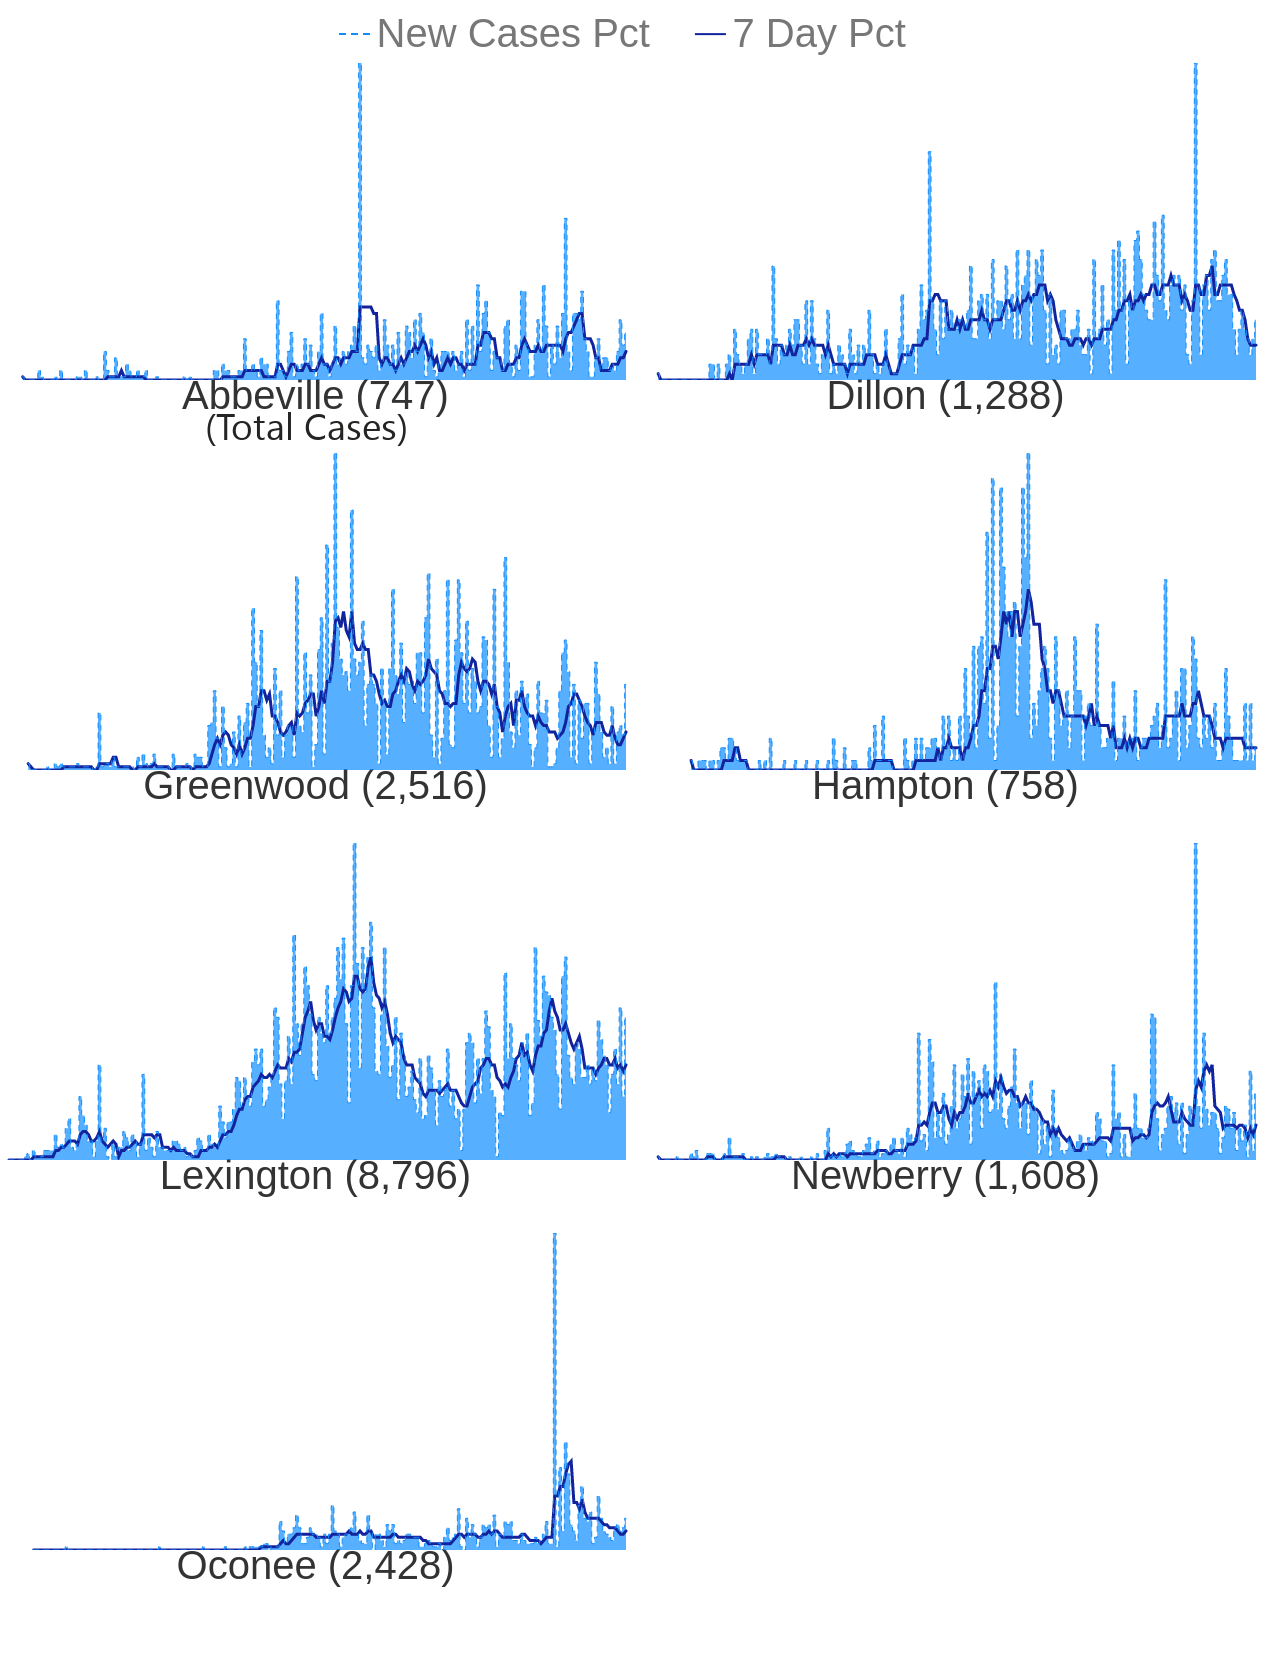 New Cases Pct 7 Day Pct
Abbeville (747) Dillon (1,288)
(Total Cases)
Greenwood (2,516) Hampton (758)
Lexington (8,796) Newberry (1,608)
Oconee (2,428)